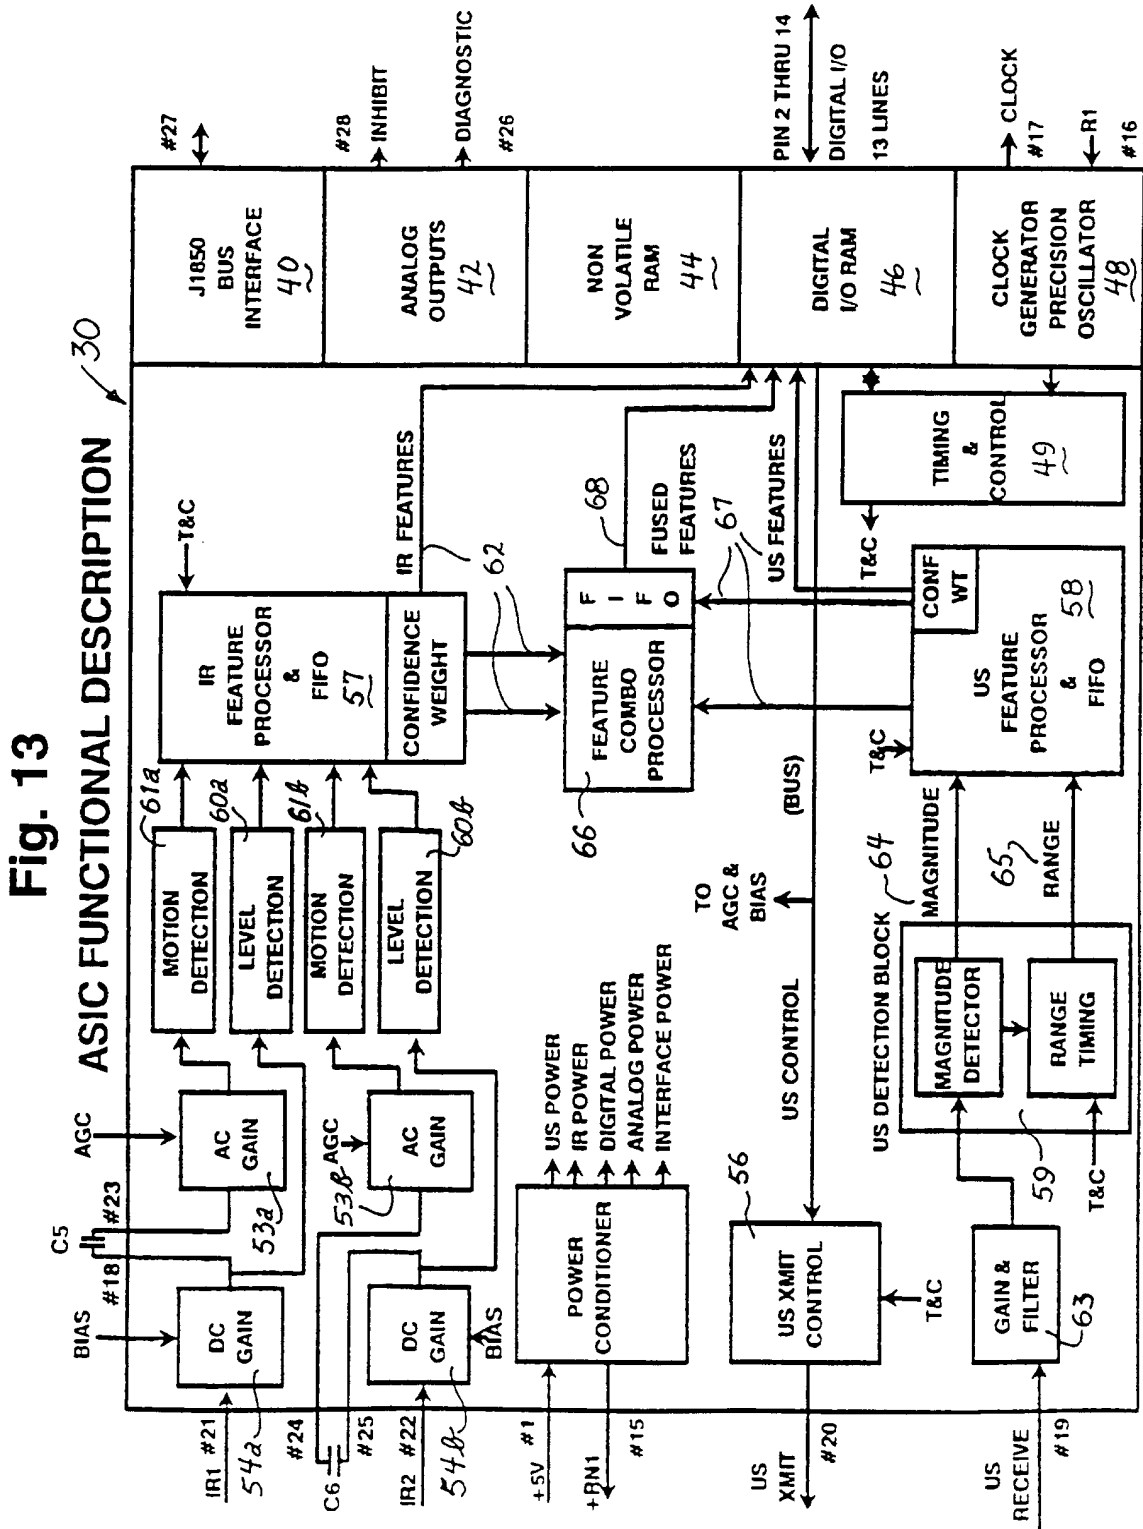 Fig. 13
ASIC FUNCTIONAL DESCRIPTION
30
BIAS
C5
#18
#23
AGC
DC
GAIN
AC
GAIN
53a
IR1 #21
54a
#24
C6
#25
IR2 #22
54b
DC
GAIN
BIAS
53b
AGC
AC
GAIN
MOTION
DETECTION
61a
LEVEL
DETECTION
60a
MOTION
DETECTION
61b
LEVEL
DETECTION
60b
T&C
IR
FEATURE
PROCESSOR
&
FIFO
57
CONFIDENCE
WEIGHT
IR FEATURES
62
J1850
BUS
INTERFACE
40
#27
ANALOG
OUTPUTS
42
#28
INHIBIT
DIAGNOSTIC
#26
NON
VOLATILE
RAM
44
DIGITAL
I/O RAM
46
PIN 2 THRU 14
DIGITAL I/O
13 LINES
CLOCK
GENERATOR
PRECISION
OSCILLATOR
48
CLOCK
#17
R1
#16
+5V
#1
+RN1
#15
POWER
CONDITIONER
US POWER
IR POWER
DIGITAL POWER
ANALOG POWER
INTERFACE POWER
66
FEATURE
COMBO
PROCESSOR
F
I
F
O
68
FUSED
FEATURES
67
US FEATURES
US
XMIT
#20
US XMIT
CONTROL
56
T&C
US CONTROL
TO
AGC &
BIAS
(BUS)
TIMING
&
CONTROL
49
T&C
US
RECEIVE
#19
GAIN &
FILTER
63
US DETECTION BLOCK
MAGNITUDE
DETECTOR
RANGE
TIMING
59
T&C
64
MAGNITUDE
65
RANGE
T&C
US
FEATURE
PROCESSOR
&
FIFO
58
CONF
WT